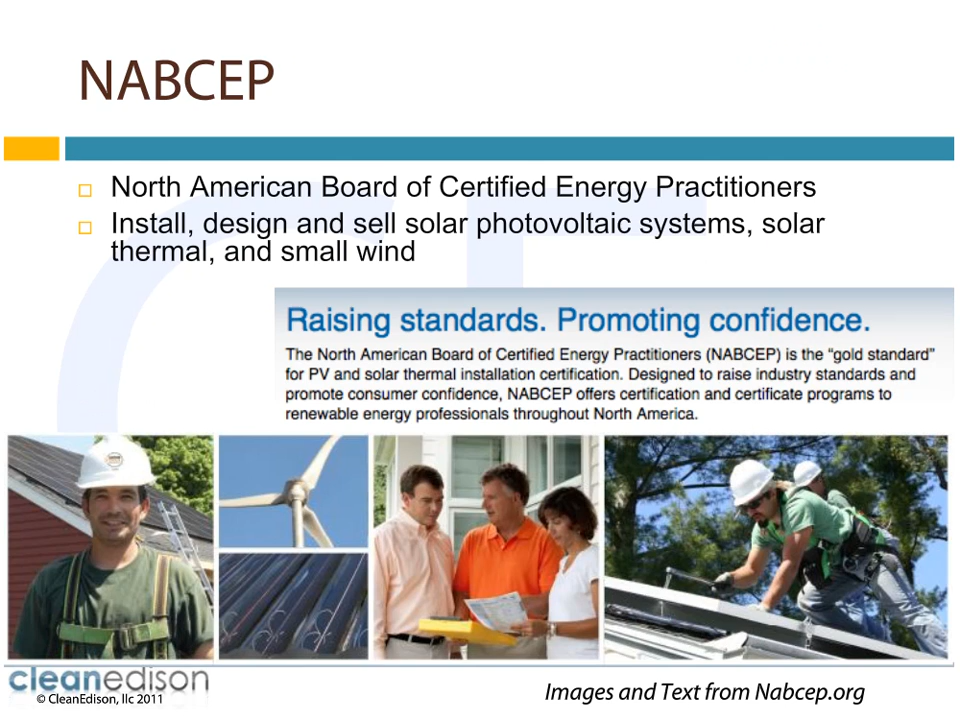 NABCEP
North American Board of Certified Energy Practitioners
Install, design and sell solar photovoltaic systems, solar
thermal, and small wind
Raising standards. Promoting confidence.
The North American Board of Certified Energy Practitioners (NABCEP) is the “gold standard”
for PV and solar thermal installation certification. Designed to raise industry standards and
promote consumer confidence, NABCEP offers certification and certificate programs to
renewable energy professionals throughout North America.
cleanedison
© CleanEdison, llc 2011
Images and Text from Nabcep.org